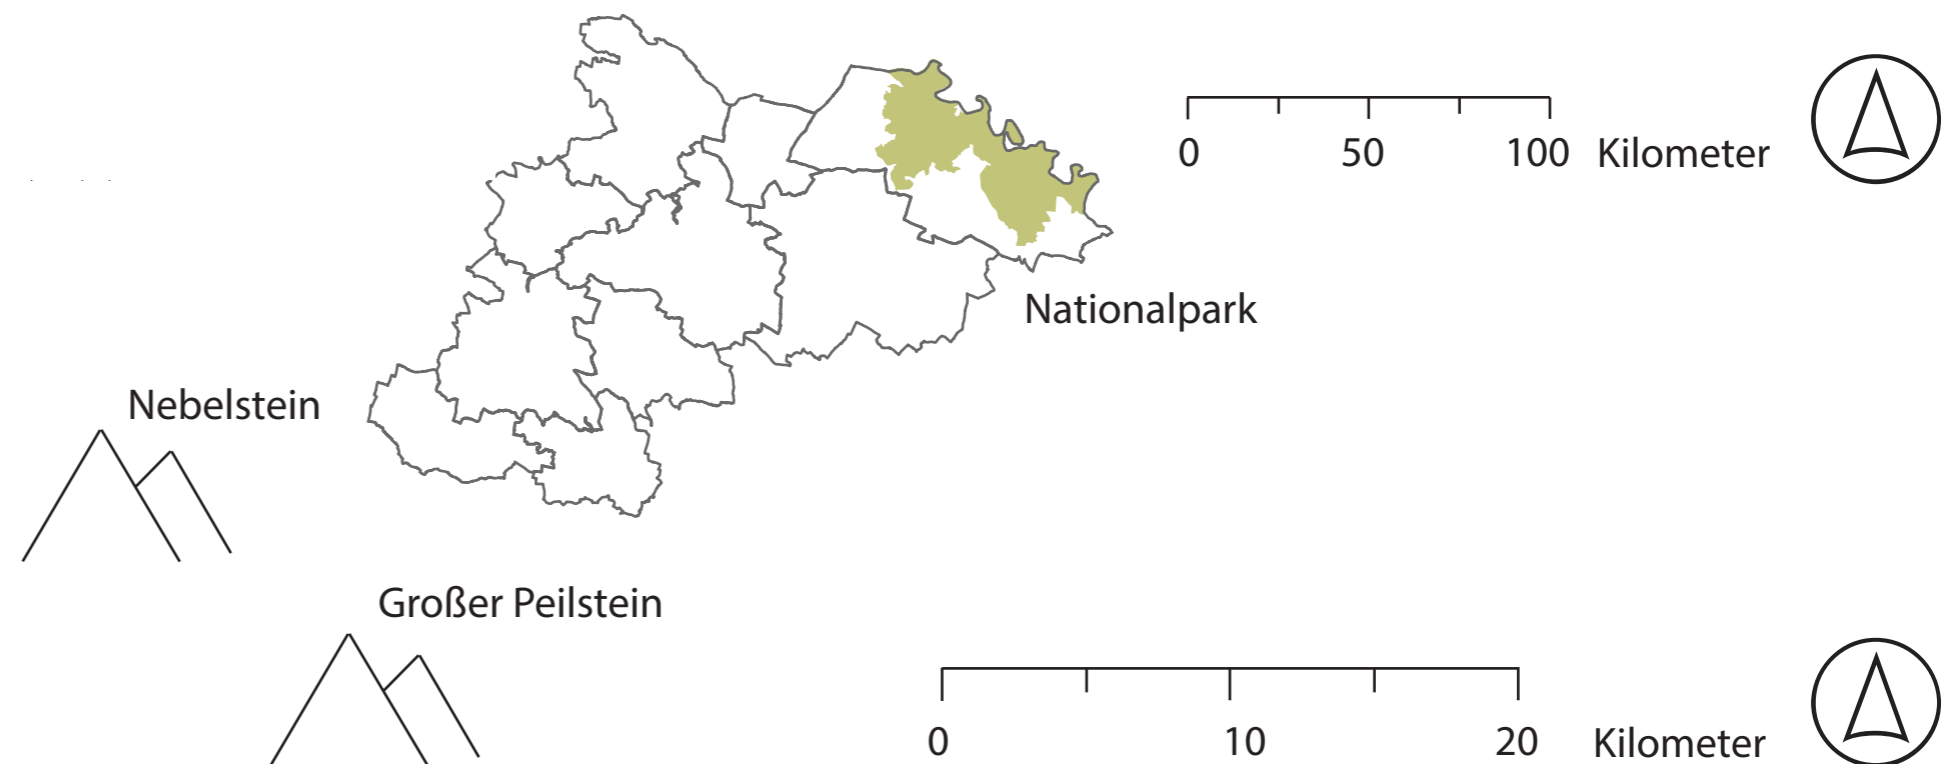 0 50 100 Kilometer
Nationalpark
Nebelstein
Großer Peilstein
0 10 20 Kilometer